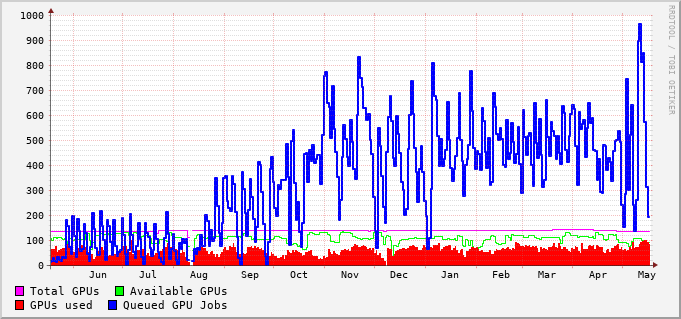 1000
900
800
700
600
500
400
300
200
100
0
Jun Jul Aug Sep Oct Nov Dec Jan Feb Mar Apr May
Total GPUs Available GPUs
GPUs used Queued GPU Jobs
RRDTOOL / TOBI OETIKER